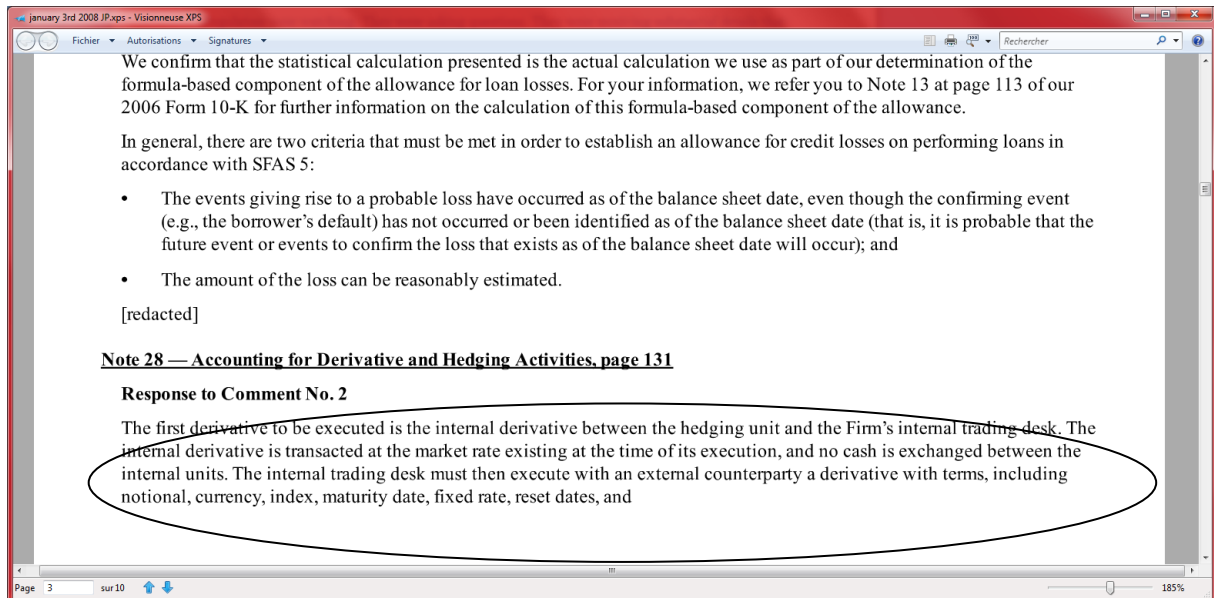 january 3rd 2008 JP.xps - Visionneuse XPS
Fichier Autorisations Signatures Rechercher
We confirm that the statistical calculation presented is the actual calculation we use as part of our determination of the
formula-based component of the allowance for loan losses. For your information, we refer you to Note 13 at page 113 of our
2006 Form 10-K for further information on the calculation of this formula-based component of the allowance.
In general, there are two criteria that must be met in order to establish an allowance for credit losses on performing loans in
accordance with SFAS 5:
• The events giving rise to a probable loss have occurred as of the balance sheet date, even though the confirming event
(e.g., the borrower’s default) has not occurred or been identified as of the balance sheet date (that is, it is probable that the
future event or events to confirm the loss that exists as of the balance sheet date will occur); and
• The amount of the loss can be reasonably estimated.
[redacted]
Note 28 — Accounting for Derivative and Hedging Activities, page 131
Response to Comment No. 2
The first derivative to be executed is the internal derivative between the hedging unit and the Firm’s internal trading desk. The
internal derivative is transacted at the market rate existing at the time of its execution, and no cash is exchanged between the
internal units. The internal trading desk must then execute with an external counterparty a derivative with terms, including
notional, currency, index, maturity date, fixed rate, reset dates, and
Page 3 sur 10 185%